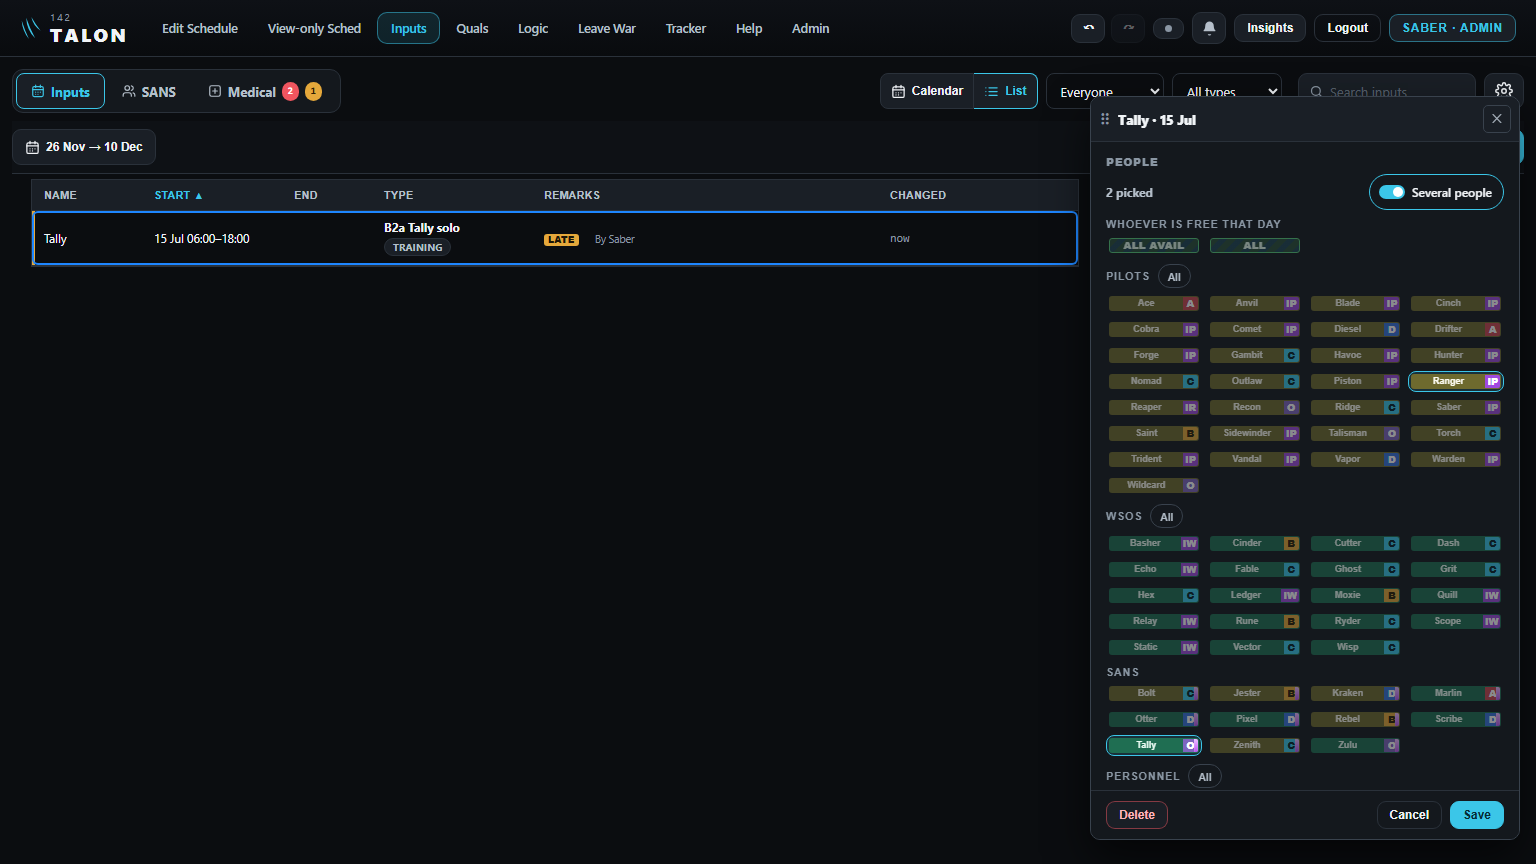 142
TALON
Edit Schedule
View-only Sched
Inputs
Quals
Logic
Leave War
Tracker
Help
Admin
Insights
Logout
SABER · ADMIN
Inputs
SANS
Medical 2 1
Calendar
List
Everyone
All types
Search inputs
26 Nov → 10 Dec
NAME START ▲ END TYPE REMARKS CHANGED
Tally 15 Jul 06:00–18:00 B2a Tally solo
TRAINING
LATE By Saber now
Tally · 15 Jul
PEOPLE
2 picked
Several people
WHOEVER IS FREE THAT DAY
ALL AVAIL ALL
PILOTS All
Ace A Anvil IP Blade IP Cinch IP
Cobra IP Comet IP Diesel D Drifter A
Forge IP Gambit C Havoc IP Hunter IP
Nomad C Outlaw C Piston IP Ranger IP
Reaper IR Recon O Ridge C Saber IP
Saint B Sidewinder IP Talisman O Torch C
Trident IP Vandal IP Vapor D Warden IP
Wildcard O
WSOS All
Basher IW Cinder B Cutter C Dash C
Echo IW Fable C Ghost C Grit C
Hex C Ledger IW Moxie B Quill IW
Relay IW Rune B Ryder C Scope IW
Static IW Vector C Wisp C
SANS
Bolt C Jester B Kraken D Marlin A
Otter D Pixel D Rebel B Scribe D
Tally O Zenith C Zulu O
PERSONNEL All
Delete
Cancel
Save